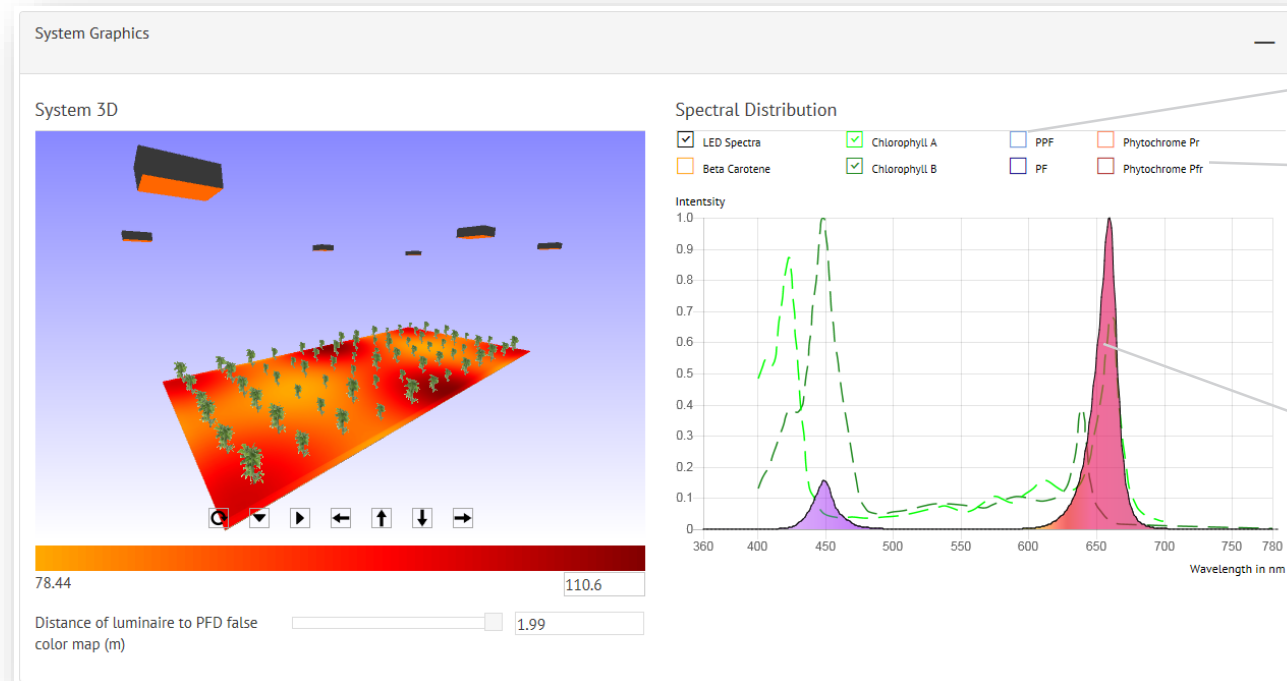 System Graphics
System 3D
78.44
110.6
Distance of luminaire to PFD false
color map (m)
1.99
Spectral Distribution
LED Spectra
Chlorophyll A
PPF
Phytochrome Pr
Beta Carotene
Chlorophyll B
PF
Phytochrome Pfr
Intentsity
1.0
0.9
0.8
0.7
0.6
0.5
0.4
0.3
0.2
0.1
0
360 400 450 500 550 600 650 700 750 780
Wavelength in nm